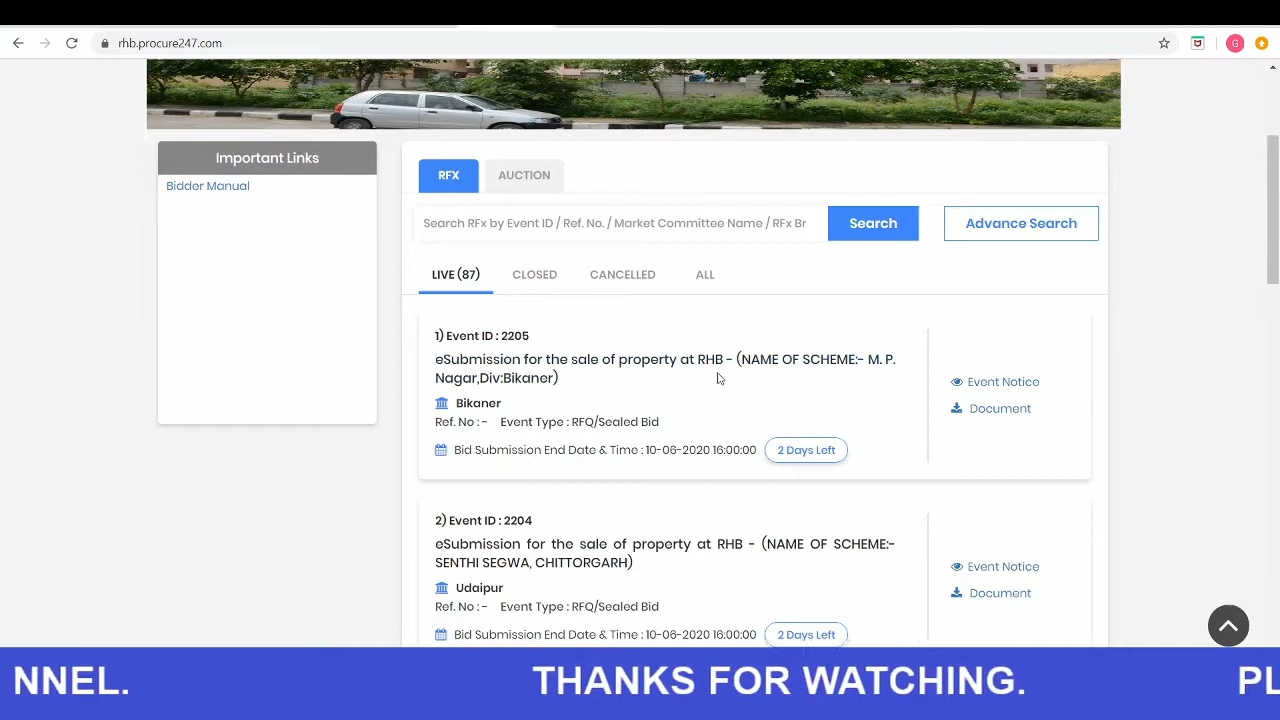 rhb.procure247.com
G
Important Links
Bidder Manual
RFX
AUCTION
Search RFx by Event ID / Ref. No. / Market Committee Name / RFx Br
Search
Advance Search
LIVE (87)
CLOSED
CANCELLED
ALL
1) Event ID : 2205
eSubmission for the sale of property at RHB - (NAME OF SCHEME:- M. P.
Nagar,Div:Bikaner)
Bikaner
Ref. No : - Event Type : RFQ/Sealed Bid
Bid Submission End Date & Time : 10-06-2020 16:00:00
2 Days Left
Event Notice
Document
2) Event ID : 2204
eSubmission for the sale of property at RHB - (NAME OF SCHEME:-
SENTHI SEGWA, CHITTORGARH)
Udaipur
Ref. No : - Event Type : RFQ/Sealed Bid
Bid Submission End Date & Time : 10-06-2020 16:00:00
2 Days Left
Event Notice
Document
NNEL. THANKS FOR WATCHING. PL